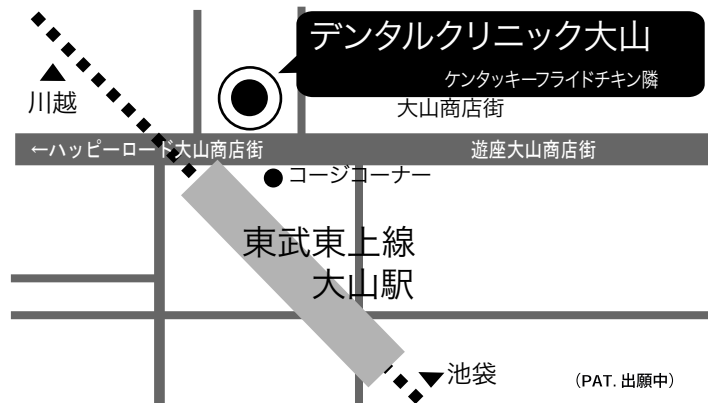 デンタルクリニック大山
ケンタッキーフライドチキン隣
川越
大山商店街
←ハッピーロード大山商店街
遊座大山商店街
コージコーナー
東武東上線
大山駅
池袋
（PAT. 出願中）